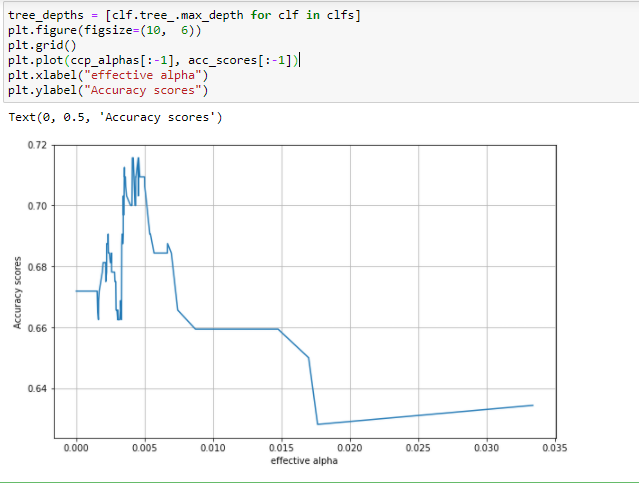 tree_depths = [clf.tree_.max_depth for clf in clfs]
plt.figure(figsize=(10,  6))
plt.grid()
plt.plot(ccp_alphas[:-1], acc_scores[:-1])
plt.xlabel("effective alpha")
plt.ylabel("Accuracy scores")
Text(0, 0.5, 'Accuracy scores')
0.72
0.70
0.68
0.66
0.64
Accuracy scores
0.000 0.005 0.010 0.015 0.020 0.025 0.030 0.035
effective alpha